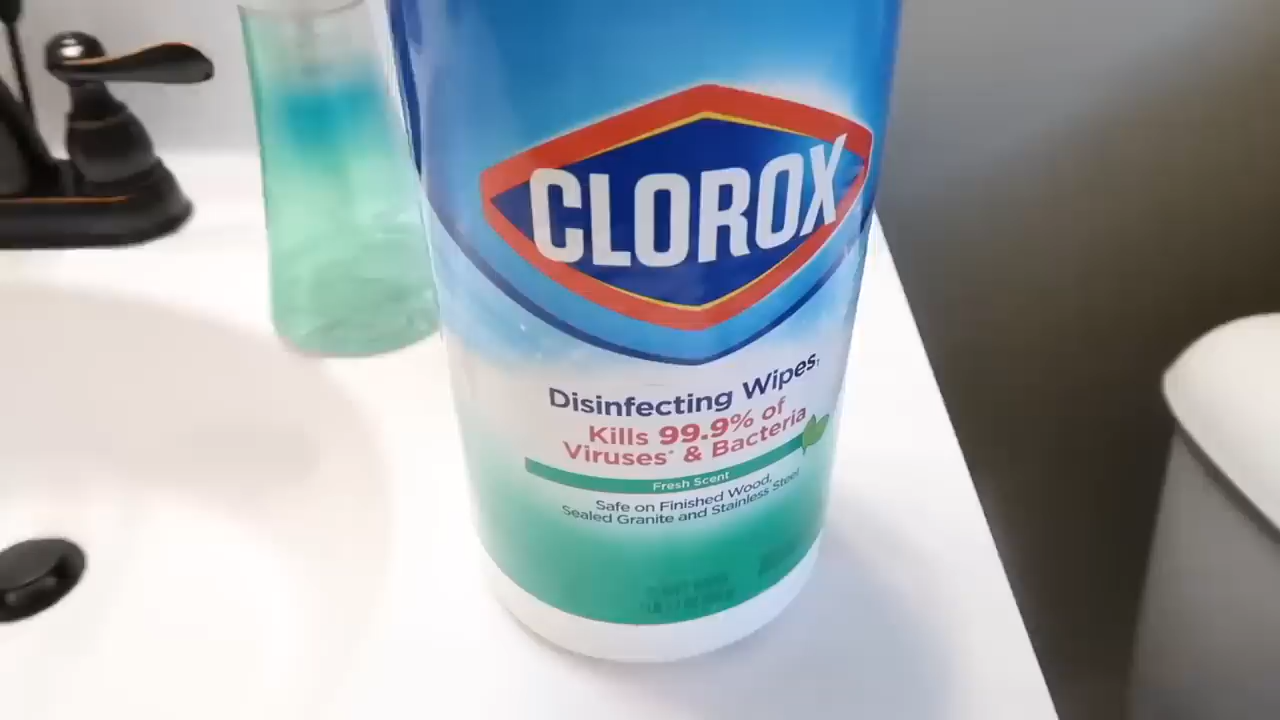 CLOROX
Disinfecting Wipes†
Kills 99.9% of
Viruses* & Bacteria
Fresh Scent
Safe on Finished Wood,
Sealed Granite and Stainless Steel